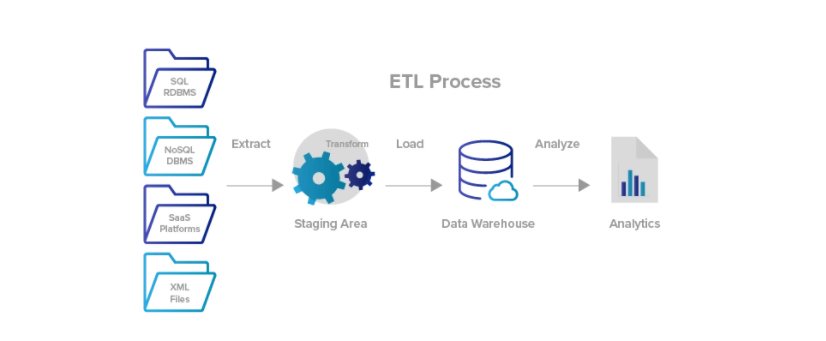 ETL Process
SQL
RDBMS
NoSQL
DBMS
SaaS
Platforms
XML
Files
Extract
Transform
Staging Area
Load
Data Warehouse
Analyze
Analytics